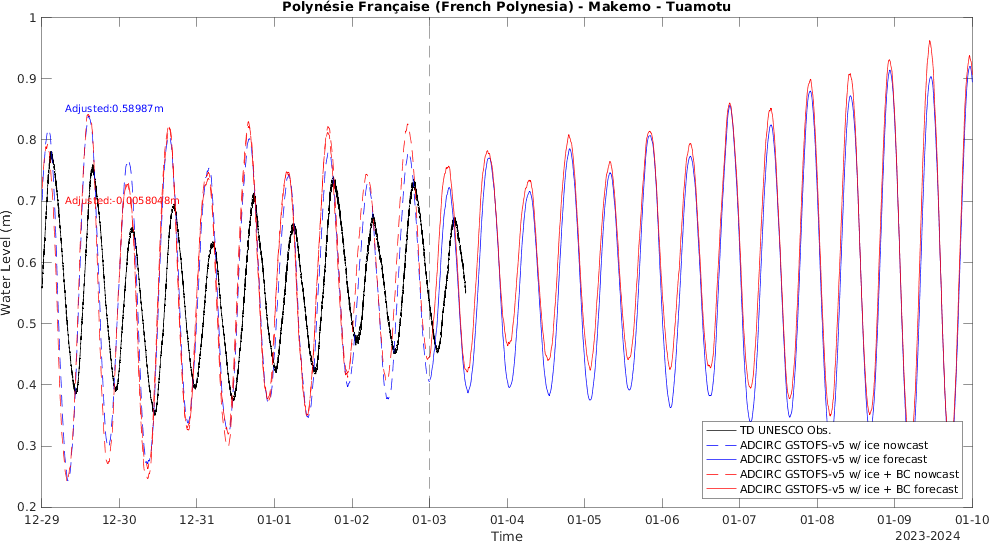 Polynésie Française (French Polynesia) - Makemo - Tuamotu
1
0.9
0.8
0.7
0.6
0.5
0.4
0.3
0.2
Water Level (m)
Adjusted:0.58987m
Adjusted:-0.0058048m
TD UNESCO Obs.
ADCIRC GSTOFS-v5 w/ ice nowcast
ADCIRC GSTOFS-v5 w/ ice forecast
ADCIRC GSTOFS-v5 w/ ice + BC nowcast
ADCIRC GSTOFS-v5 w/ ice + BC forecast
12-29 12-30 12-31 01-01 01-02 01-03 01-04 01-05 01-06 01-07 01-08 01-09 01-10
Time
2023-2024